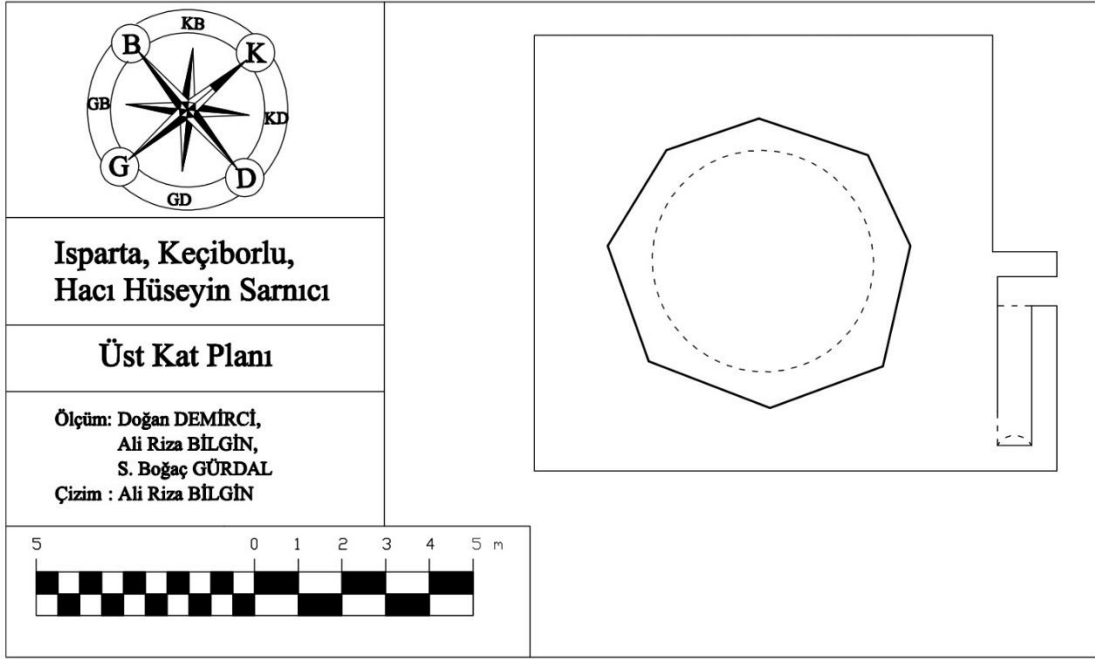 KB
B
K
GB
KD
G
D
GD
Isparta, Keçiborlu,
Hacı Hüseyin Sarnıcı
Üst Kat Planı
Ölçüm: Doğan DEMİRCİ,
Ali Riza BİLGİN,
S. Boğaç GÜRDAL
Çizim : Ali Riza BİLGİN
5 0 1 2 3 4 5 m